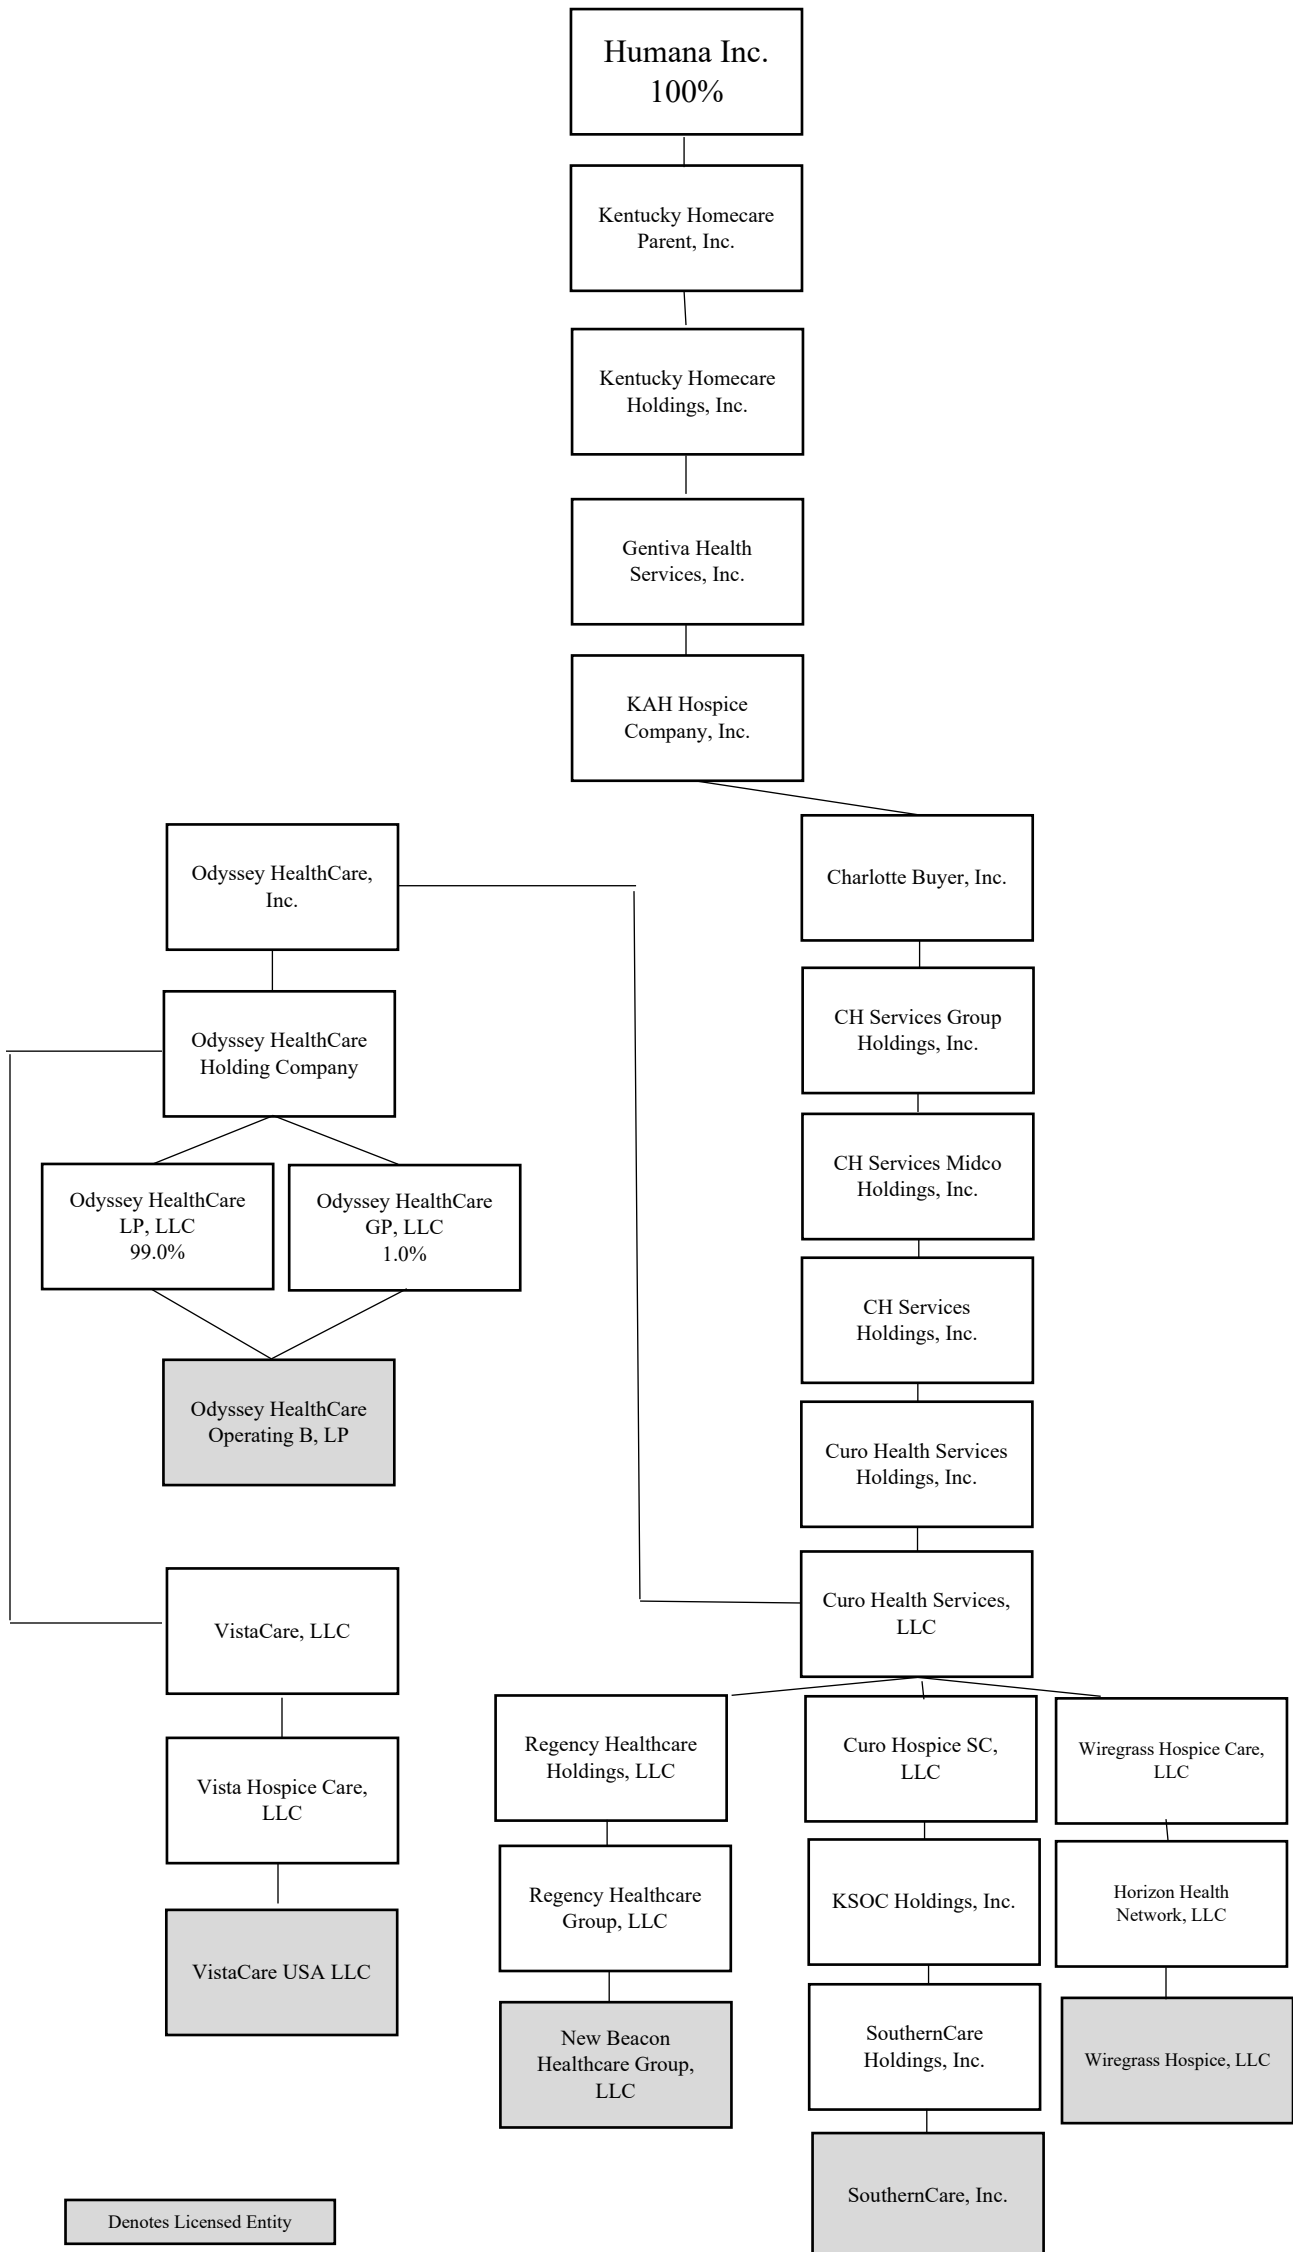 Humana Inc.
100%
Kentucky Homecare
Parent, Inc.
Kentucky Homecare
Holdings, Inc.
Gentiva Health
Services, Inc.
KAH Hospice
Company, Inc.
Odyssey HealthCare,
Inc.
Charlotte Buyer, Inc.
Odyssey HealthCare
Holding Company
CH Services Group
Holdings, Inc.
Odyssey HealthCare
LP, LLC
99.0%
Odyssey HealthCare
GP, LLC
1.0%
CH Services Midco
Holdings, Inc.
CH Services
Holdings, Inc.
Odyssey HealthCare
Operating B, LP
Curo Health Services
Holdings, Inc.
VistaCare, LLC
Curo Health Services,
LLC
Vista Hospice Care,
LLC
Regency Healthcare
Holdings, LLC
Curo Hospice SC,
LLC
Wiregrass Hospice Care,
LLC
Regency Healthcare
Group, LLC
KSOC Holdings, Inc.
Horizon Health
Network, LLC
VistaCare USA LLC
New Beacon
Healthcare Group,
LLC
SouthernCare
Holdings, Inc.
Wiregrass Hospice, LLC
SouthernCare, Inc.
Denotes Licensed Entity